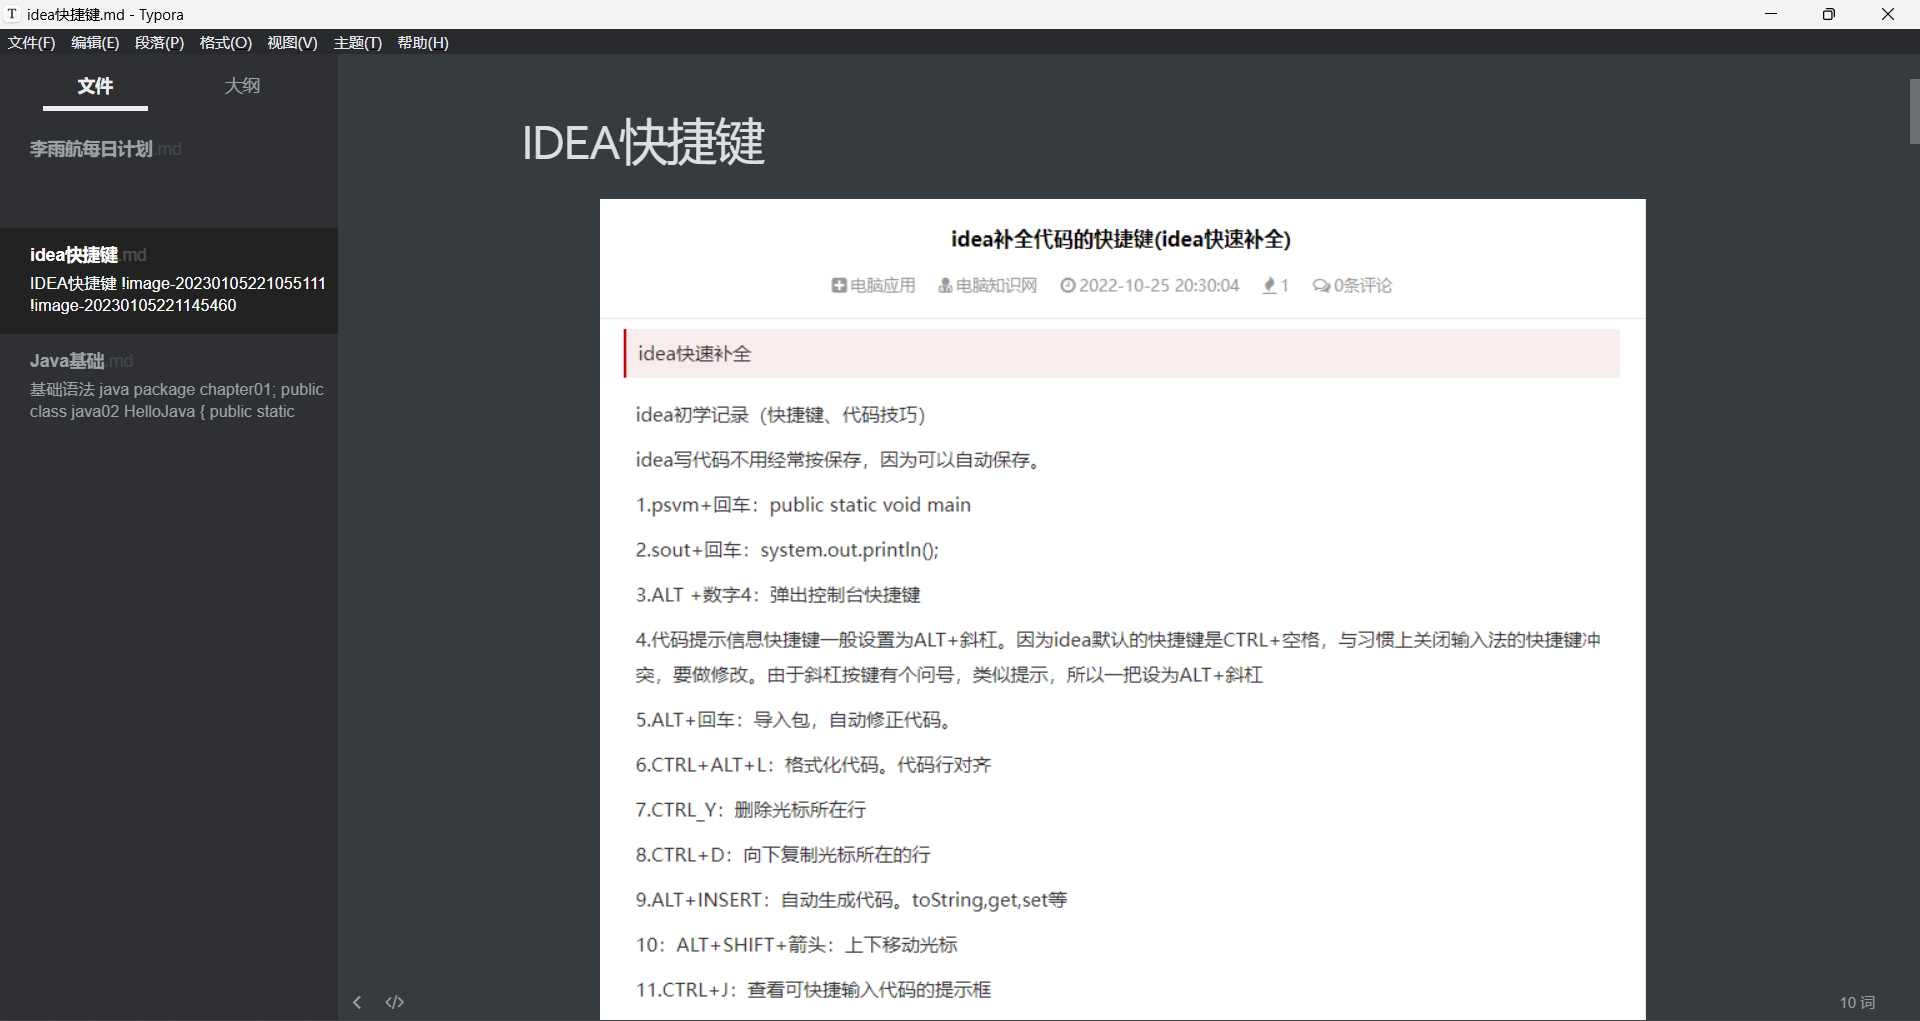 idea快捷键.md - Typora
文件(F) 编辑(E) 段落(P) 格式(O) 视图(V) 主题(T) 帮助(H)
文件 大纲
李雨航每日计划.md
idea快捷键.md
IDEA快捷键 !image-20230105221055111
!image-20230105221145460
Java基础.md
基础语法 java package chapter01; public
class java02 HelloJava { public static
IDEA快捷键
idea补全代码的快捷键(idea快速补全)
电脑应用 电脑知识网 2022-10-25 20:30:04 1 0条评论
idea快速补全
idea初学记录（快捷键、代码技巧）
idea写代码不用经常按保存，因为可以自动保存。
1.psvm+回车：public static void main
2.sout+回车：system.out.println();
3.ALT +数字4：弹出控制台快捷键
4.代码提示信息快捷键一般设置为ALT+斜杠。因为idea默认的快捷键是CTRL+空格，与习惯上关闭输入法的快捷键冲
突，要做修改。由于斜杠按键有个问号，类似提示，所以一把设为ALT+斜杠
5.ALT+回车：导入包，自动修正代码。
6.CTRL+ALT+L：格式化代码。代码行对齐
7.CTRL_Y：删除光标所在行
8.CTRL+D：向下复制光标所在的行
9.ALT+INSERT：自动生成代码。toString,get,set等
10：ALT+SHIFT+箭头：上下移动光标
11.CTRL+J：查看可快捷输入代码的提示框
10 词